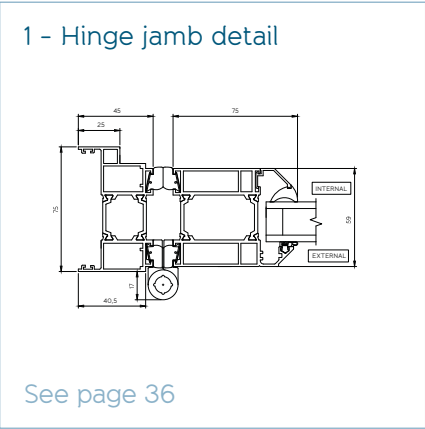 1 - Hinge jamb detail
45
75
25
INTERNAL
75
59
EXTERNAL
17
40,5
See page 36